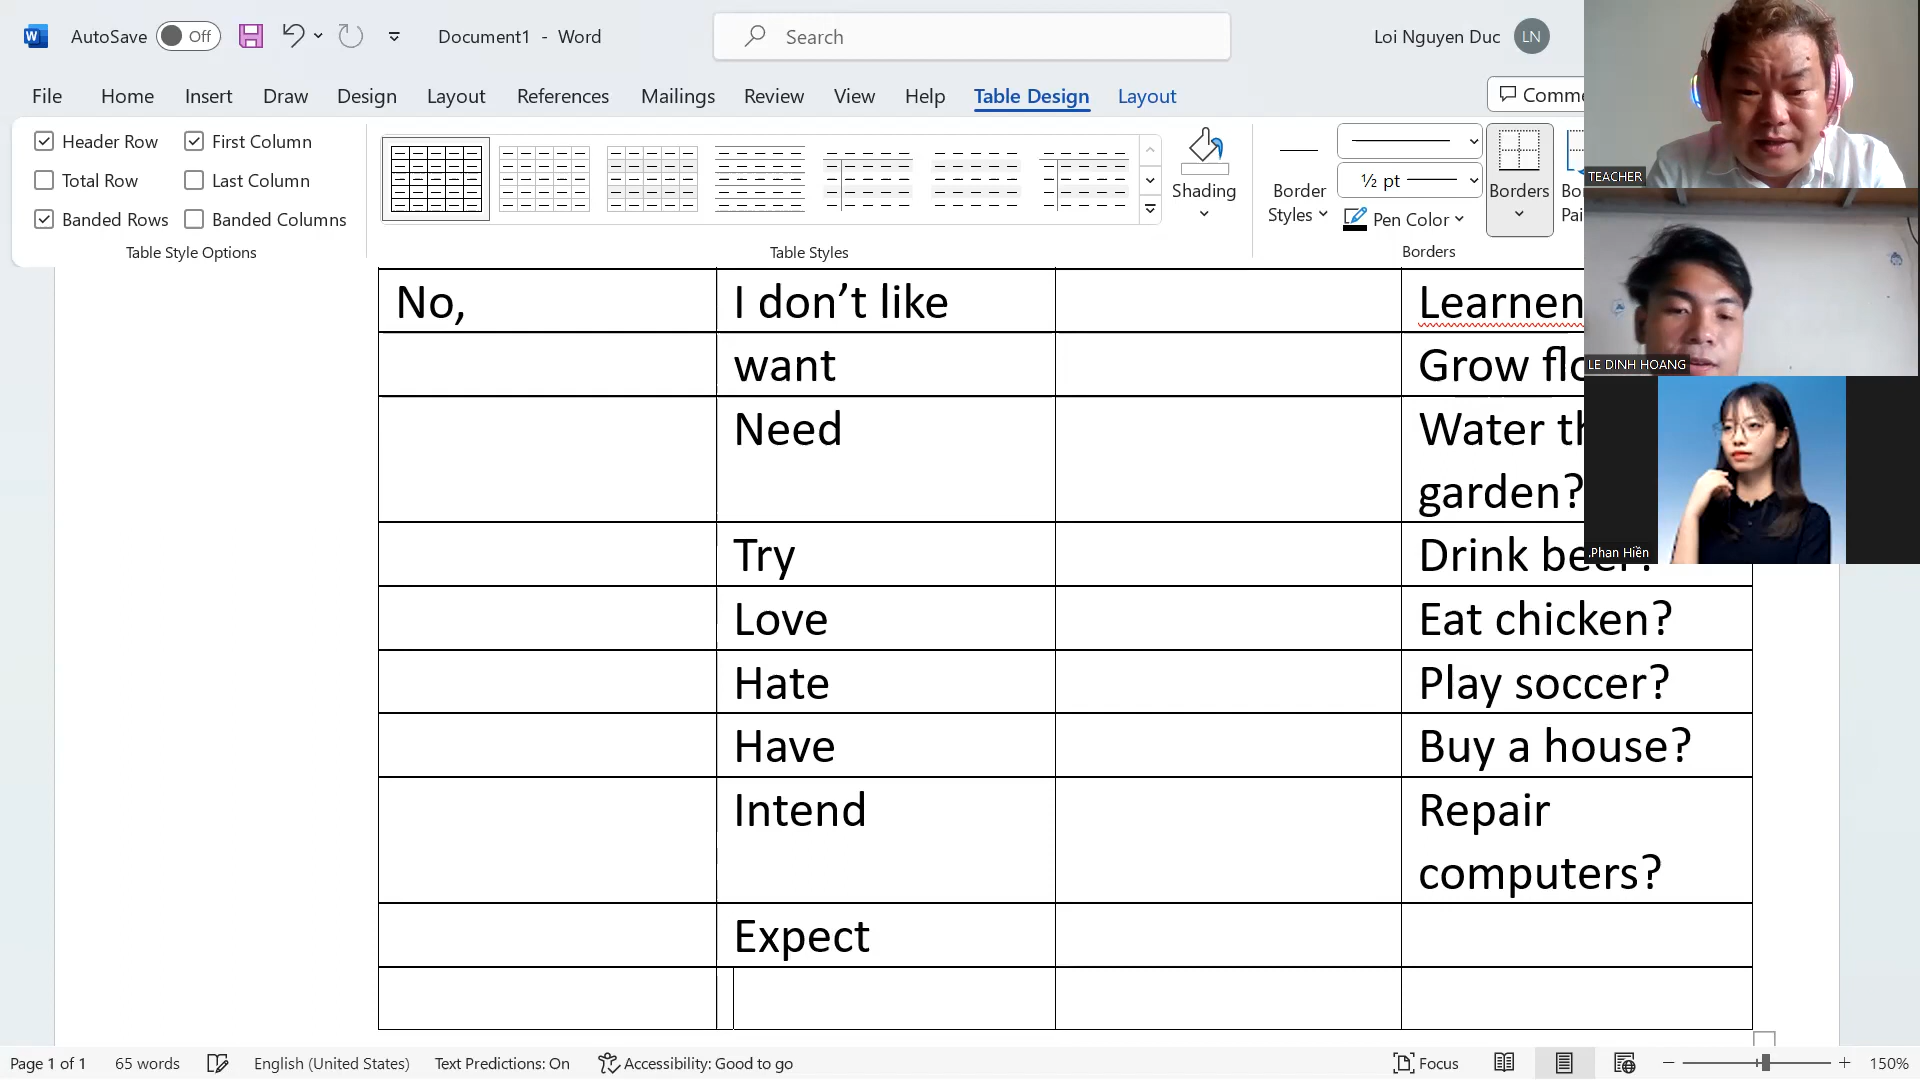 AutoSave Off Document1 - Word Search Loi Nguyen Duc LN
File Home Insert Draw Design Layout References Mailings Review View Help Table Design Layout
Header Row First Column
Total Row Last Column
Banded Rows Banded Columns
Table Style Options
Table Styles
Shading
Border Styles
½ pt
Pen Color
Borders
Borders
TEACHER
LE DINH HOANG
.Phan Hiền
No, I don’t like
want
Need
garden?
Try Drink beer?
Love Eat chicken?
Hate Play soccer?
Have Buy a house?
Intend Repair
computers?
Expect
Page 1 of 1 65 words English (United States) Text Predictions: On Accessibility: Good to go Focus 150%